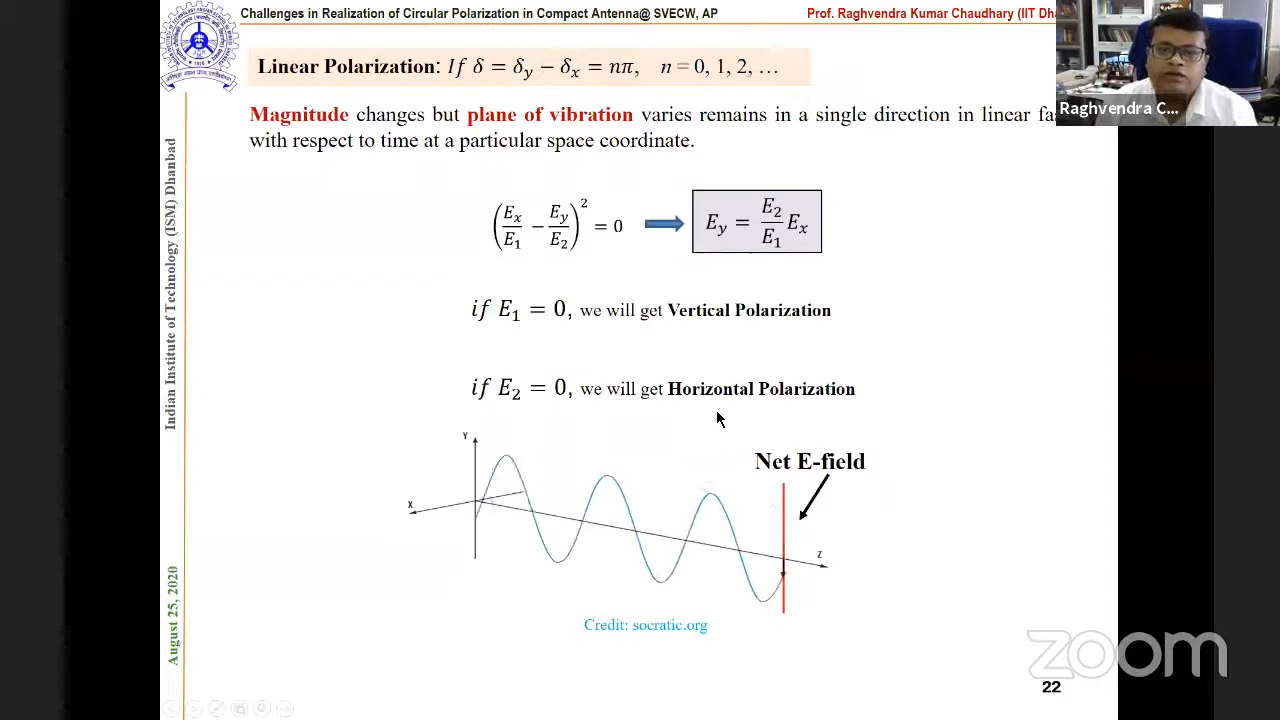 Challenges in Realization of Circular Polarization in Compact Antenna@ SVECW, AP
Prof. Raghvendra Kumar Chaudhary (IIT Dha
Raghvendra C...
Linear Polarization: If δ = δy − δx = nπ, n = 0, 1, 2, …
Magnitude changes but plane of vibration varies remains in a single direction in linear fa
with respect to time at a particular space coordinate.
(Ex/E1 − Ey/E2)² = 0
Ey = E2/E1 Ex
if E1 = 0, we will get Vertical Polarization
if E2 = 0, we will get Horizontal Polarization
Y
X
Z
Net E-field
Credit: socratic.org
Indian Institute of Technology (ISM) Dhanbad
August 25, 2020
zoom
22